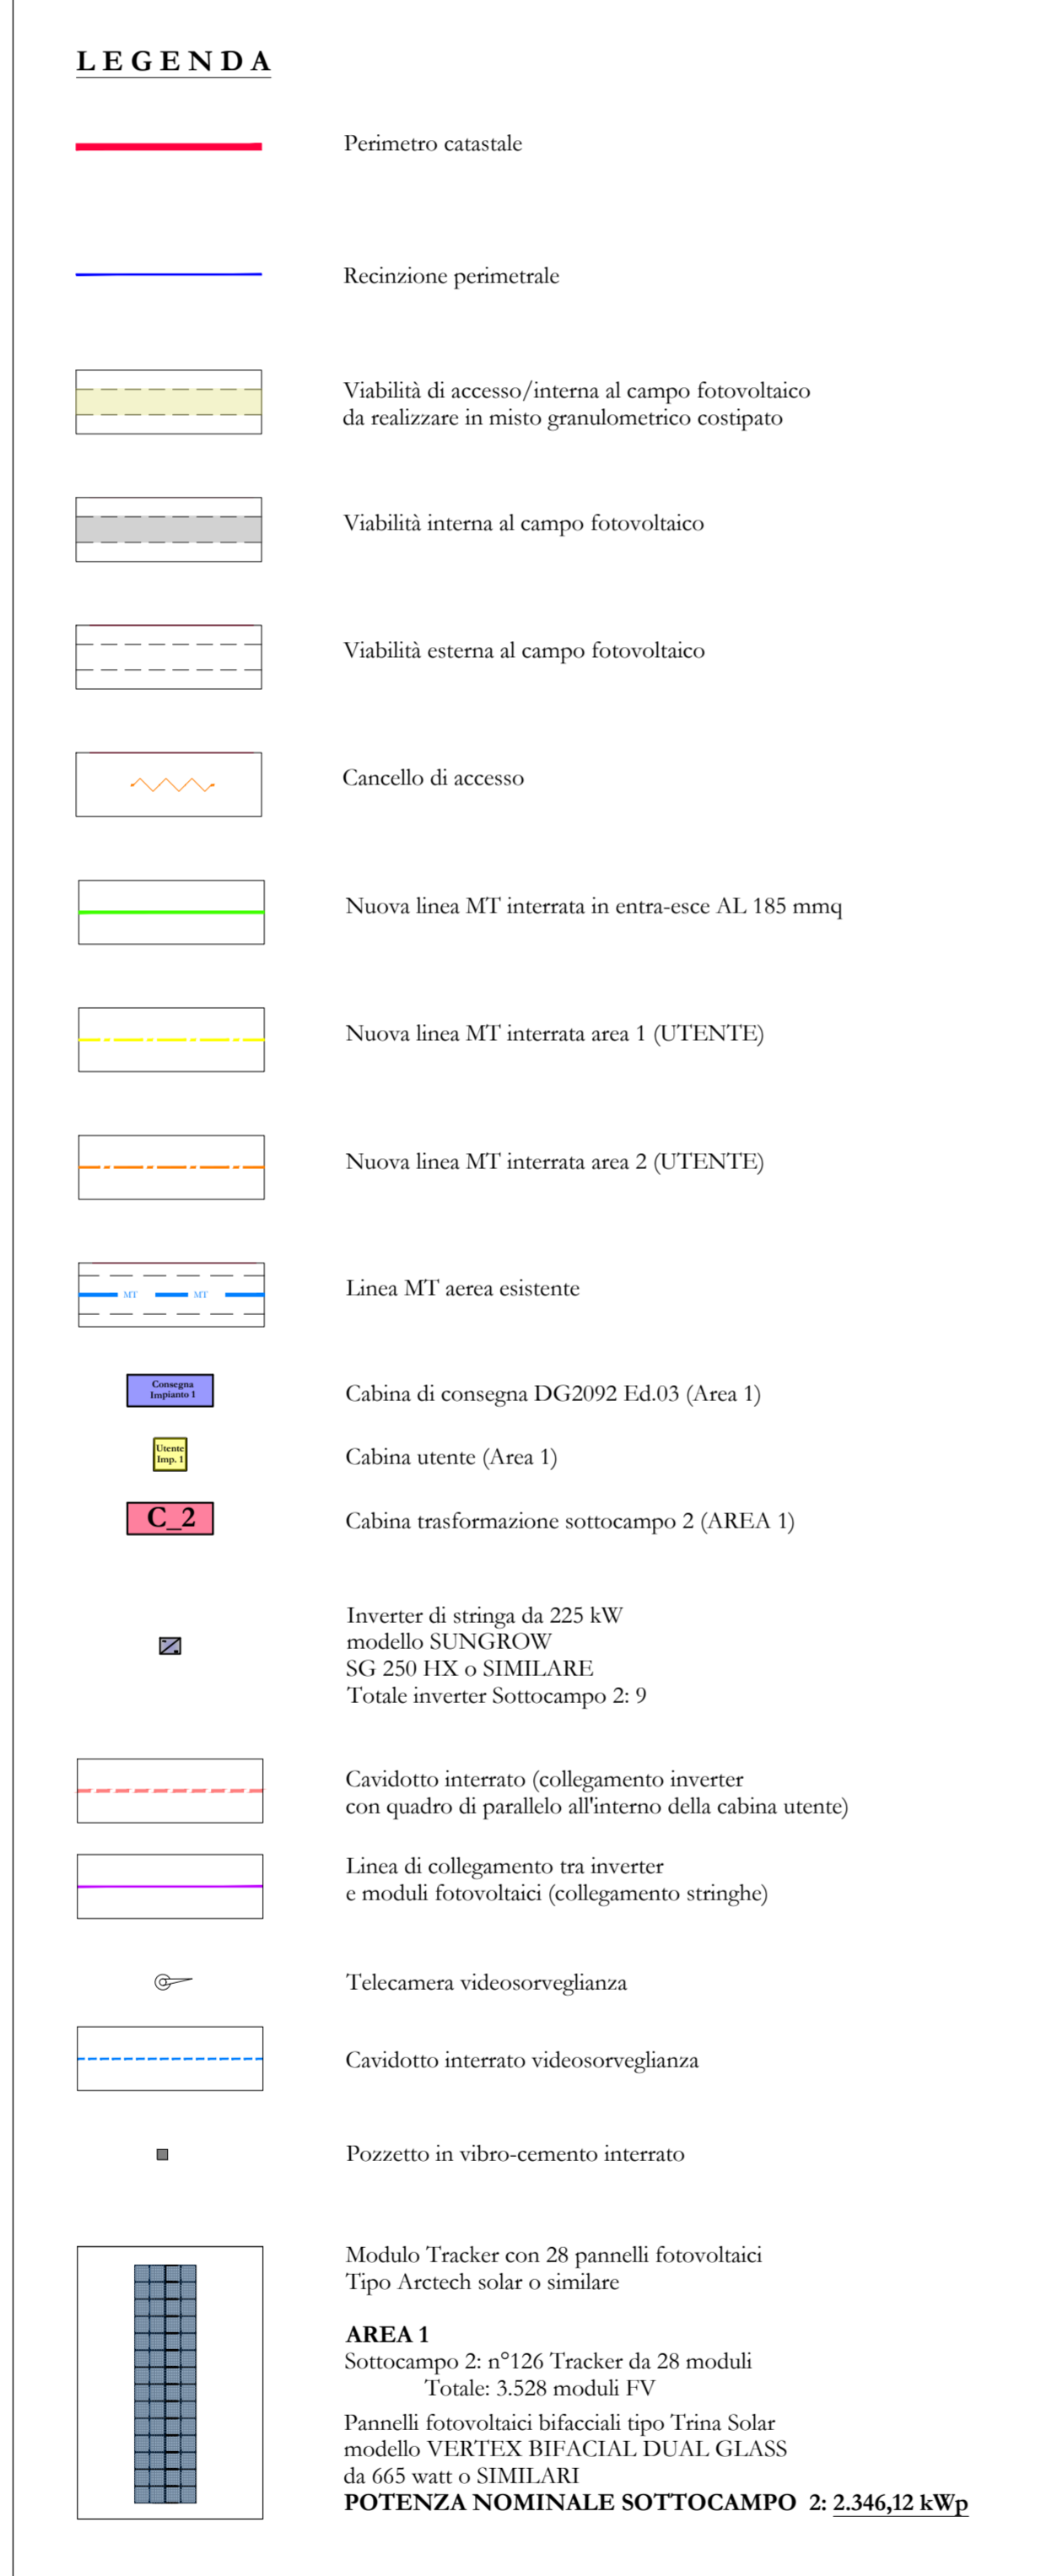 LEGENDA
Perimetro catastale
Recinzione perimetrale
Viabilità di accesso/interna al campo fotovoltaico
da realizzare in misto granulometrico costipato
Viabilità interna al campo fotovoltaico
Viabilità esterna al campo fotovoltaico
Cancello di accesso
Nuova linea MT interrata in entra-esce AL 185 mmq
Nuova linea MT interrata area 1 (UTENTE)
Nuova linea MT interrata area 2 (UTENTE)
MT MT
Linea MT aerea esistente
Consegna
Impianto 1
Cabina di consegna DG2092 Ed.03 (Area 1)
Utente
Imp. 1
Cabina utente (Area 1)
C_2
Cabina trasformazione sottocampo 2 (AREA 1)
Inverter di stringa da 225 kW
modello SUNGROW
SG 250 HX o SIMILARE
Totale inverter Sottocampo 2: 9
Cavidotto interrato (collegamento inverter
con quadro di parallelo all'interno della cabina utente)
Linea di collegamento tra inverter
e moduli fotovoltaici (collegamento stringhe)
Telecamera videosorveglianza
Cavidotto interrato videosorveglianza
Pozzetto in vibro-cemento interrato
Modulo Tracker con 28 pannelli fotovoltaici
Tipo Arctech solar o similare
AREA 1
Sottocampo 2: n°126 Tracker da 28 moduli
Totale: 3.528 moduli FV
Pannelli fotovoltaici bifacciali tipo Trina Solar
modello VERTEX BIFACIAL DUAL GLASS
da 665 watt o SIMILARI
POTENZA NOMINALE SOTTOCAMPO 2: 2.346,12 kWp